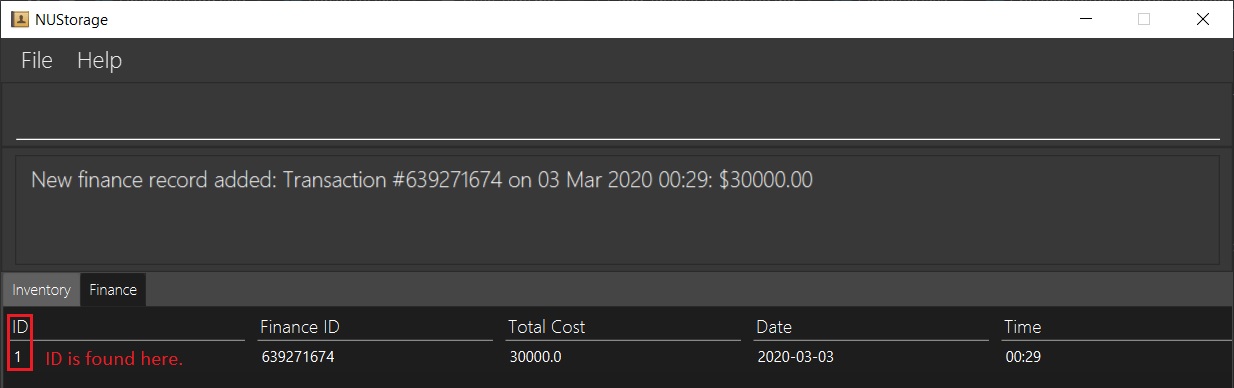 NUStorage
File Help
New finance record added: Transaction #639271674 on 03 Mar 2020 00:29: $30000.00
Inventory Finance
ID Finance ID Total Cost Date Time
1 ID is found here. 639271674 30000.0 2020-03-03 00:29